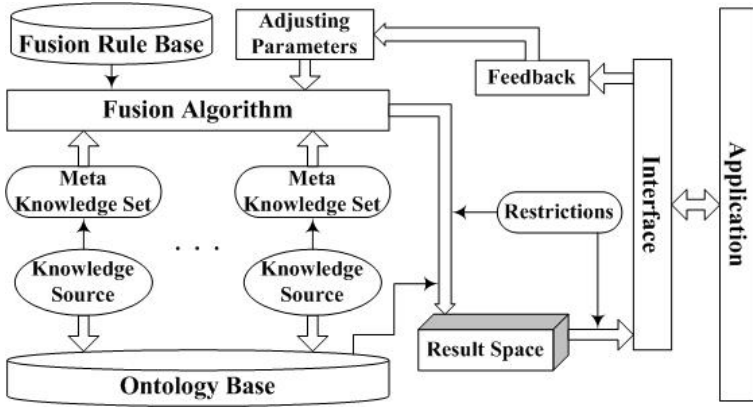 Fusion Rule Base
Adjusting
Parameters
Feedback
Fusion Algorithm
Meta
Knowledge Set
Meta
Knowledge Set
Restrictions
Interface
Application
. . .
Knowledge
Source
Knowledge
Source
Result Space
Ontology Base